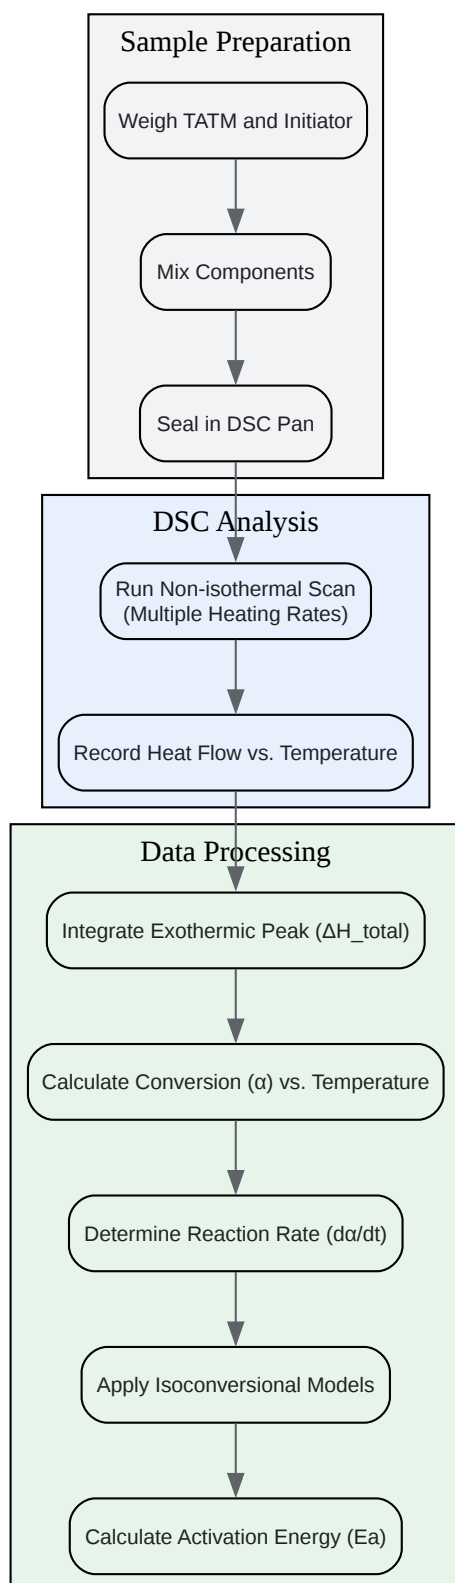 Sample Preparation
Weigh TATM and Initiator
Mix Components
Seal in DSC Pan
DSC Analysis
Run Non-isothermal Scan
(Multiple Heating Rates)
Record Heat Flow vs. Temperature
Data Processing
Integrate Exothermic Peak (ΔH_total)
Calculate Conversion (α) vs. Temperature
Determine Reaction Rate (dα/dt)
Apply Isoconversional Models
Calculate Activation Energy (Ea)